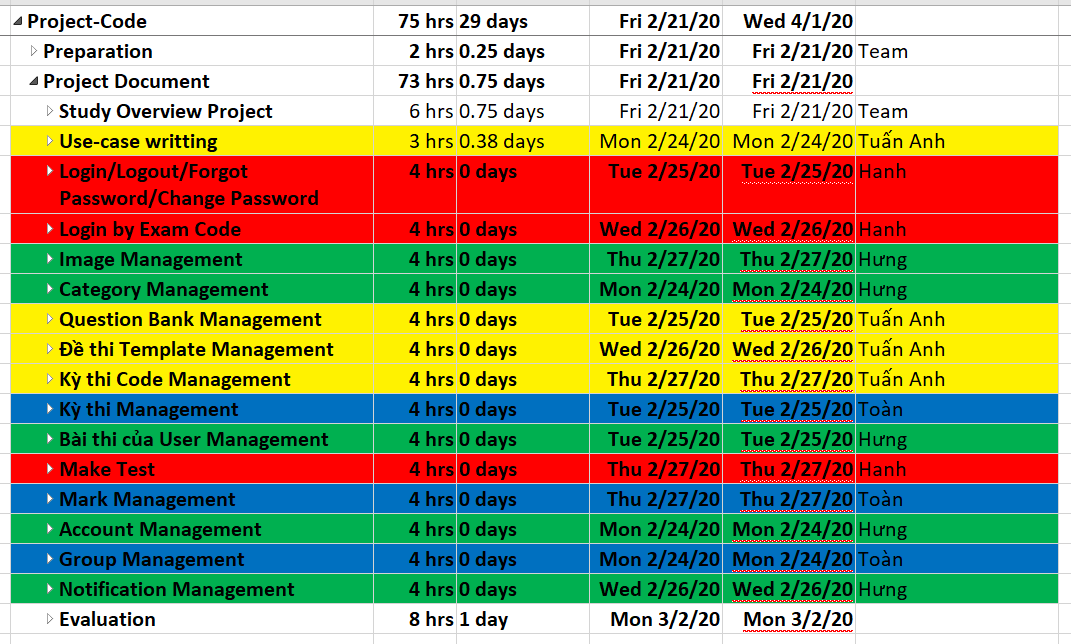 Project-Code 75 hrs 29 days Fri 2/21/20 Wed 4/1/20
Preparation 2 hrs 0.25 days Fri 2/21/20 Fri 2/21/20 Team
Project Document 73 hrs 0.75 days Fri 2/21/20 Fri 2/21/20
Study Overview Project 6 hrs 0.75 days Fri 2/21/20 Fri 2/21/20 Team
Use-case writting 3 hrs 0.38 days Mon 2/24/20 Mon 2/24/20 Tuấn Anh
Login/Logout/Forgot 4 hrs 0 days Tue 2/25/20 Tue 2/25/20 Hanh
Password/Change Password
Login by Exam Code 4 hrs 0 days Wed 2/26/20 Wed 2/26/20 Hanh
Image Management 4 hrs 0 days Thu 2/27/20 Thu 2/27/20 Hưng
Category Management 4 hrs 0 days Mon 2/24/20 Mon 2/24/20 Hưng
Question Bank Management 4 hrs 0 days Tue 2/25/20 Tue 2/25/20 Tuấn Anh
Đề thi Template Management 4 hrs 0 days Wed 2/26/20 Wed 2/26/20 Tuấn Anh
Kỳ thi Code Management 4 hrs 0 days Thu 2/27/20 Thu 2/27/20 Tuấn Anh
Kỳ thi Management 4 hrs 0 days Tue 2/25/20 Tue 2/25/20 Toàn
Bài thi của User Management 4 hrs 0 days Tue 2/25/20 Tue 2/25/20 Hưng
Make Test 4 hrs 0 days Thu 2/27/20 Thu 2/27/20 Hanh
Mark Management 4 hrs 0 days Thu 2/27/20 Thu 2/27/20 Toàn
Account Management 4 hrs 0 days Mon 2/24/20 Mon 2/24/20 Hưng
Group Management 4 hrs 0 days Mon 2/24/20 Mon 2/24/20 Toàn
Notification Management 4 hrs 0 days Wed 2/26/20 Wed 2/26/20 Hưng
Evaluation 8 hrs 1 day Mon 3/2/20 Mon 3/2/20